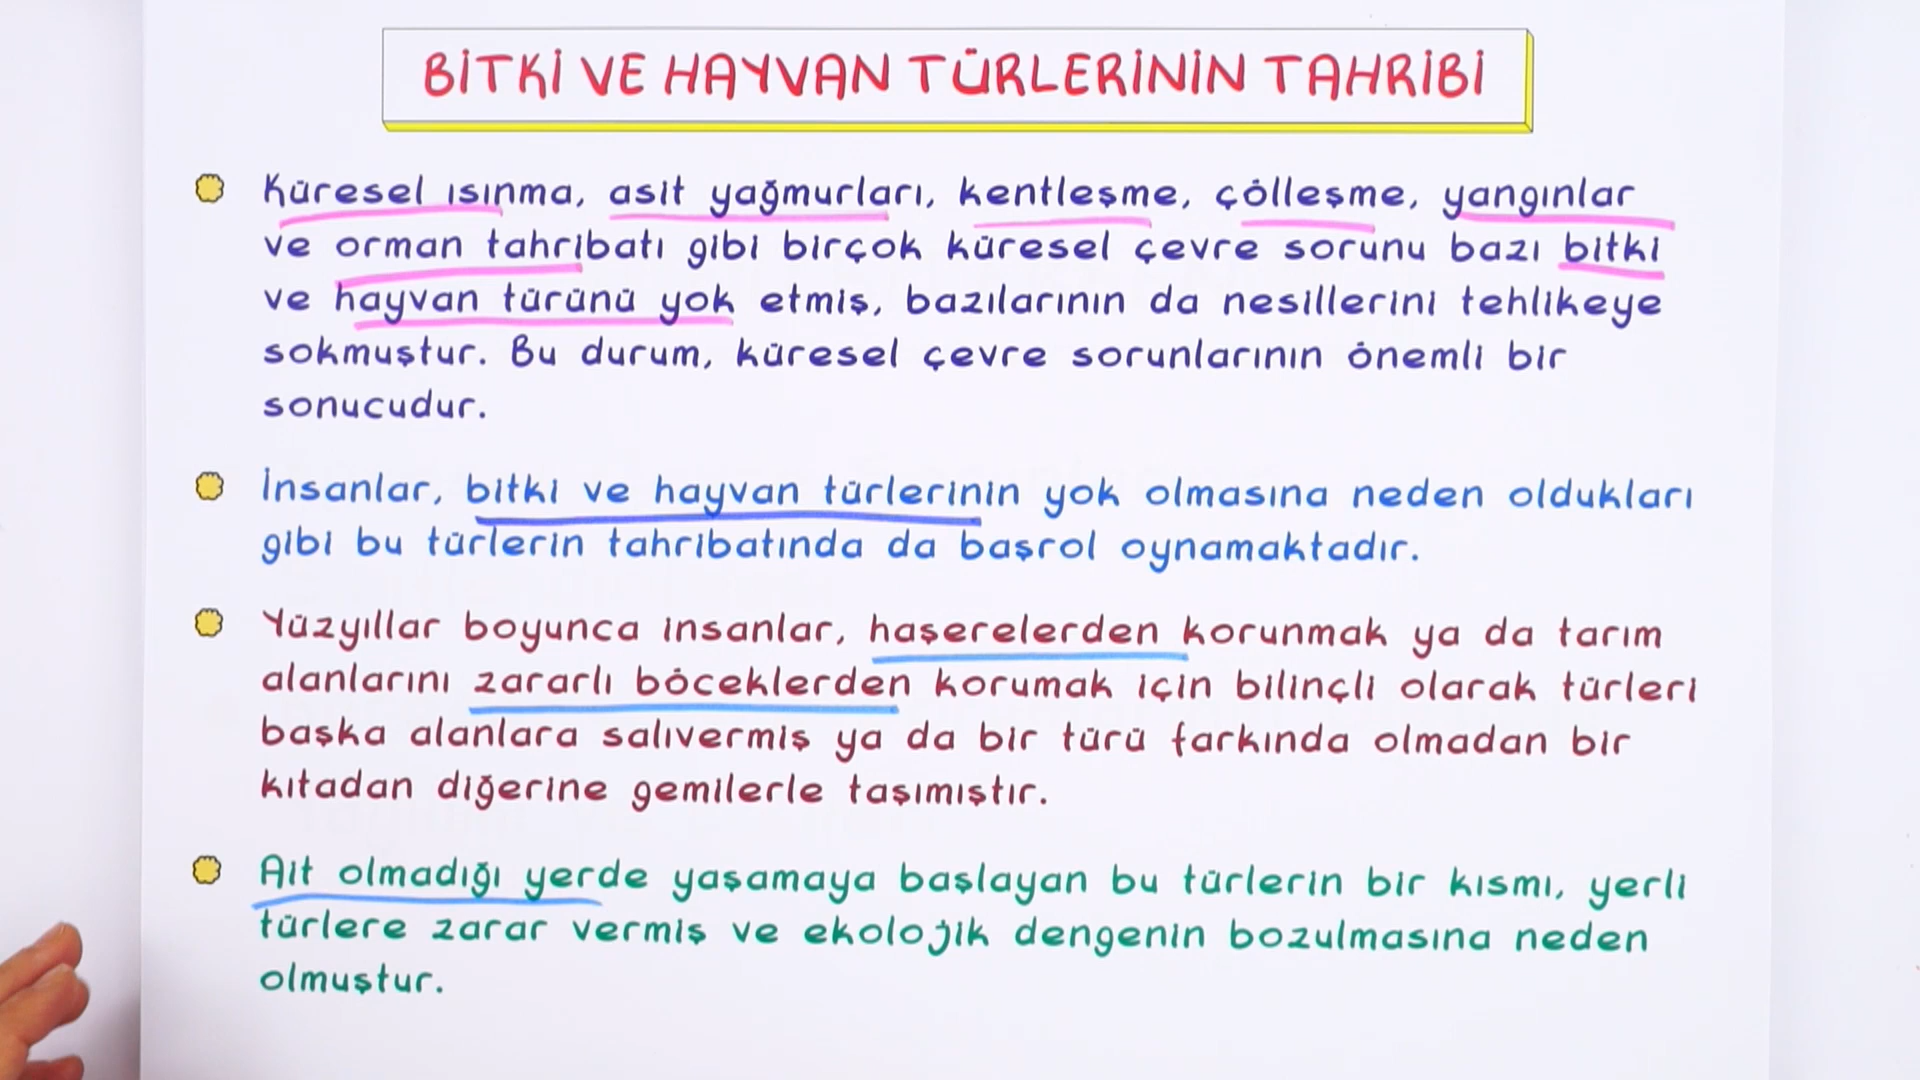 BİTKİ VE HAYVAN TÜRLERİNİN TAHRİBİ
Küresel ısınma, asit yağmurları, kentleşme, çölleşme, yangınlar
ve orman tahribatı gibi birçok küresel çevre sorunu bazı bitki
ve hayvan türünü yok etmiş, bazılarının da nesillerini tehlikeye
sokmuştur. Bu durum, küresel çevre sorunlarının önemli bir
sonucudur.
İnsanlar, bitki ve hayvan türlerinin yok olmasına neden oldukları
gibi bu türlerin tahribatında da başrol oynamaktadır.
Yüzyıllar boyunca insanlar, haşerelerden korunmak ya da tarım
alanlarını zararlı böceklerden korumak için bilinçli olarak türleri
başka alanlara salıvermiş ya da bir türü farkında olmadan bir
kıtadan diğerine gemilerle taşımıştır.
Ait olmadığı yerde yaşamaya başlayan bu türlerin bir kısmı, yerli
türlere zarar vermiş ve ekolojik dengenin bozulmasına neden
olmuştur.